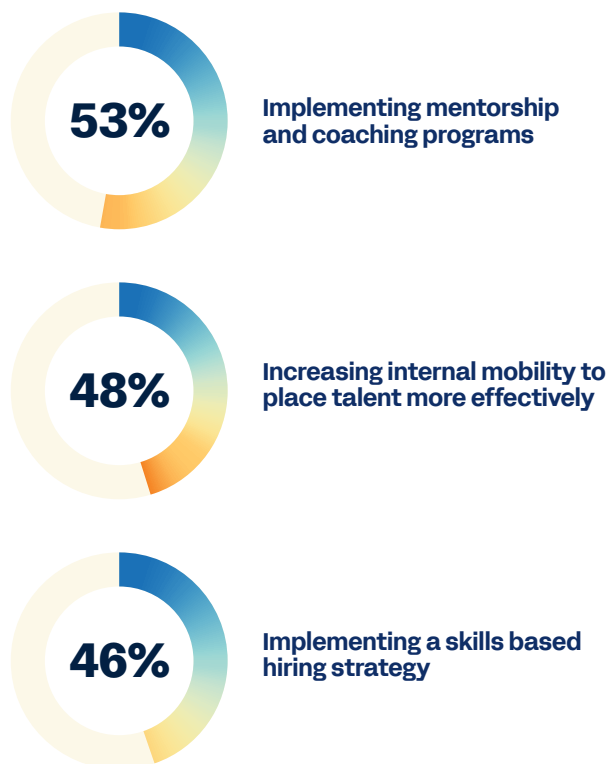 53%
Implementing mentorship
and coaching programs
48%
Increasing internal mobility to
place talent more effectively
46%
Implementing a skills based
hiring strategy